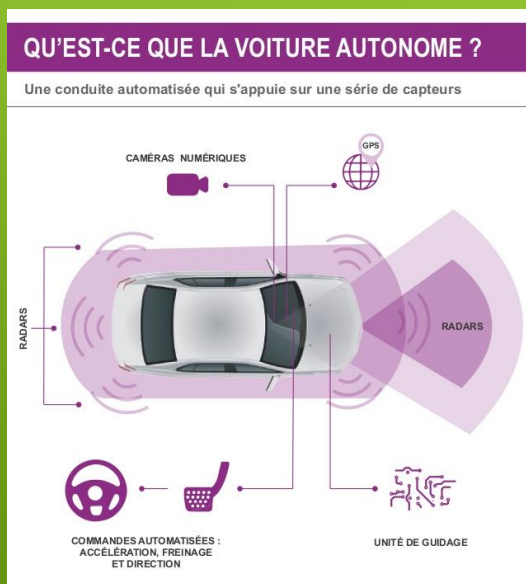 QU'EST-CE QUE LA VOITURE AUTONOME ?
Une conduite automatisée qui s'appuie sur une série de capteurs
GPS
CAMÉRAS NUMÉRIQUES
RADARS
RADARS
COMMANDES AUTOMATISÉES :
ACCÉLÉRATION, FREINAGE
ET DIRECTION
UNITÉ DE GUIDAGE